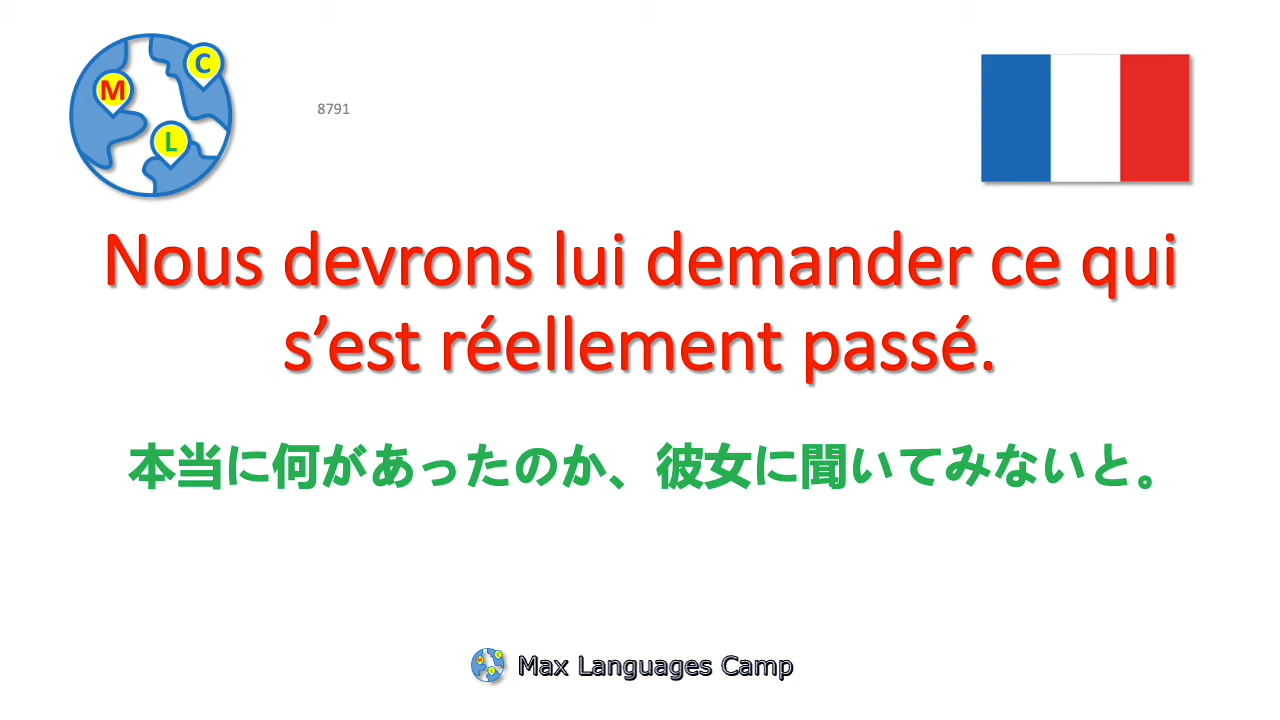 C
M
L
8791
Nous devrons lui demander ce qui
s’est réellement passé.
本当に何があったのか、彼女に聞いてみないと。
Max Languages Camp